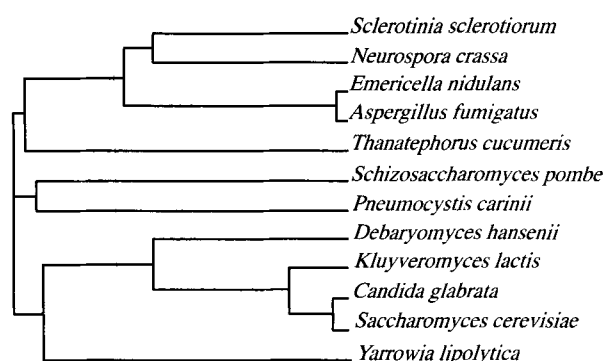 Sclerotinia sclerotiorum
Neurospora crassa
Emericella nidulans
Aspergillus fumigatus
Thanatephorus cucumeris
Schizosaccharomyces pombe
Pneumocystis carinii
Debaryomyces hansenii
Kluyveromyces lactis
Candida glabrata
Saccharomyces cerevisiae
Yarrowia lipolytica